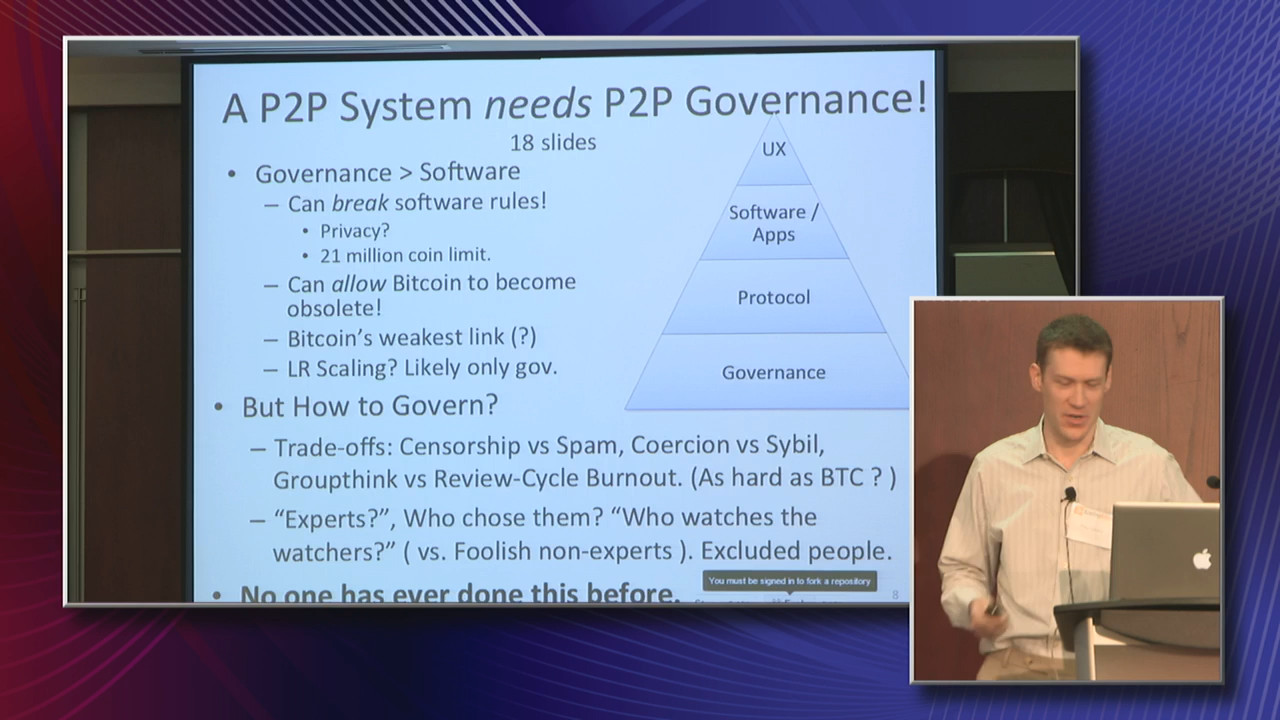 A P2P System needs P2P Governance!
18 slides
• Governance > Software
– Can break software rules!
• Privacy?
• 21 million coin limit.
– Can allow Bitcoin to become
obsolete!
– Bitcoin's weakest link (?)
– LR Scaling? Likely only gov.
UX
Software /
Apps
Protocol
Governance
• But How to Govern?
– Trade-offs: Censorship vs Spam, Coercion vs Sybil,
Groupthink vs Review-Cycle Burnout. (As hard as BTC ? )
– “Experts?”, Who chose them? “Who watches the
watchers?” ( vs. Foolish non-experts ). Excluded people.
• No one has ever done this before.
You must be signed in to fork a repository
8